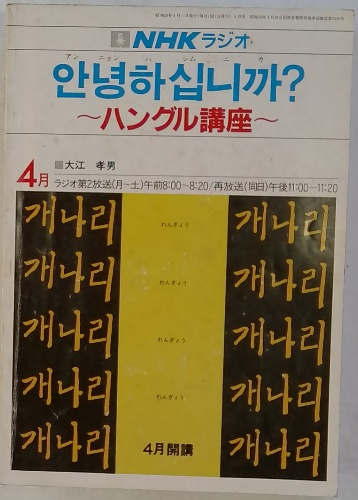 NHKラジオ
アンニョンハシムニカ
안녕하십니까?
～ハングル講座～
4月
■大江 孝男
ラジオ第2放送(月～土)午前8:00～8:20/再放送(同日)午後11:00～11:20
개나리 れんぎょう 개나리
개나리 れんぎょう 개나리
개나리 れんぎょう 개나리
개나리 れんぎょう 개나리
개나리 4月開講 개나리